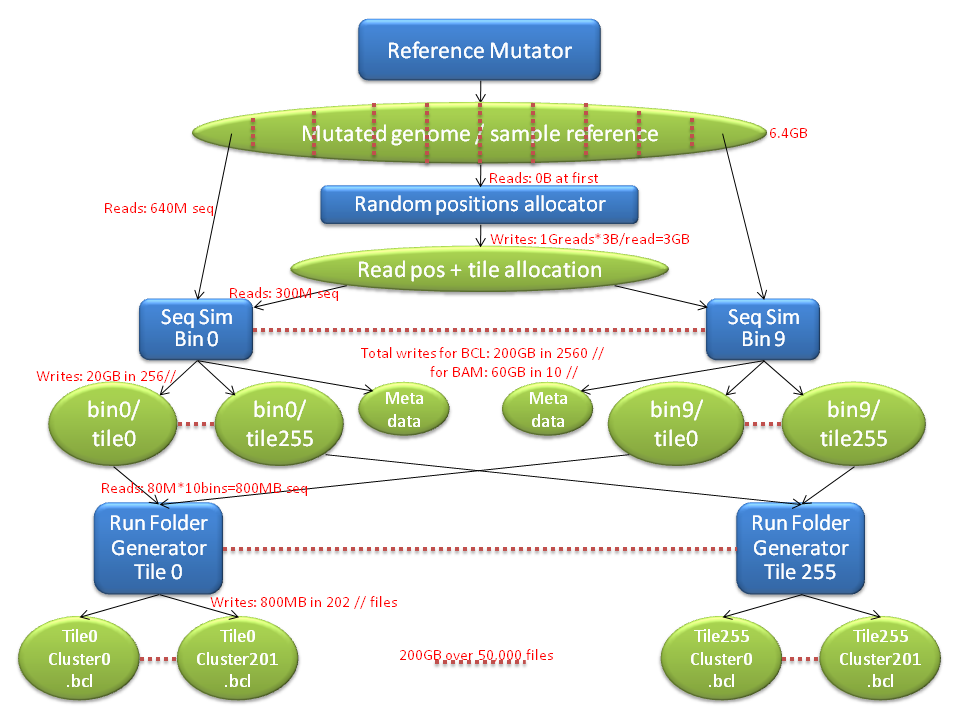 Reference Mutator
Mutated genome / sample reference
6.4GB
Reads: 0B at first
Reads: 640M seq
Random positions allocator
Writes: 1Greads*3B/read=3GB
Read pos + tile allocation
Reads: 300M seq
Seq Sim
Bin 0
Seq Sim
Bin 9
Total writes for BCL: 200GB in 2560 //
for BAM: 60GB in 10 //
Writes: 20GB in 256//
bin0/
tile0
bin0/
tile255
Meta
data
Meta
data
bin9/
tile0
bin9/
tile255
Reads: 80M*10bins=800MB seq
Run Folder
Generator
Tile 0
Run Folder
Generator
Tile 255
Writes: 800MB in 202 // files
Tile0
Cluster0
.bcl
Tile0
Cluster201
.bcl
200GB over 50.000 files
Tile255
Cluster0
.bcl
Tile255
Cluster201
.bcl